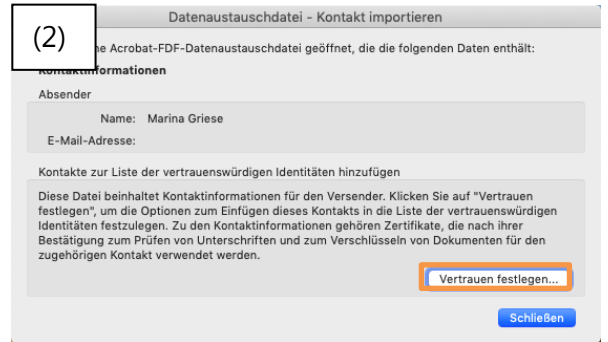 Datenaustauschdatei - Kontakt importieren
(2)
ne Acrobat-FDF-Datenaustauschdatei geöffnet, die die folgenden Daten enthält:
Kontaktinformationen
Absender
Name: Marina Griese
E-Mail-Adresse:
Kontakte zur Liste der vertrauenswürdigen Identitäten hinzufügen
Diese Datei beinhaltet Kontaktinformationen für den Versender. Klicken Sie auf "Vertrauen
festlegen", um die Optionen zum Einfügen dieses Kontakts in die Liste der vertrauenswürdigen
Identitäten festzulegen. Zu den Kontaktinformationen gehören Zertifikate, die nach ihrer
Bestätigung zum Prüfen von Unterschriften und zum Verschlüsseln von Dokumenten für den
zugehörigen Kontakt verwendet werden.
Vertrauen festlegen...
Schließen